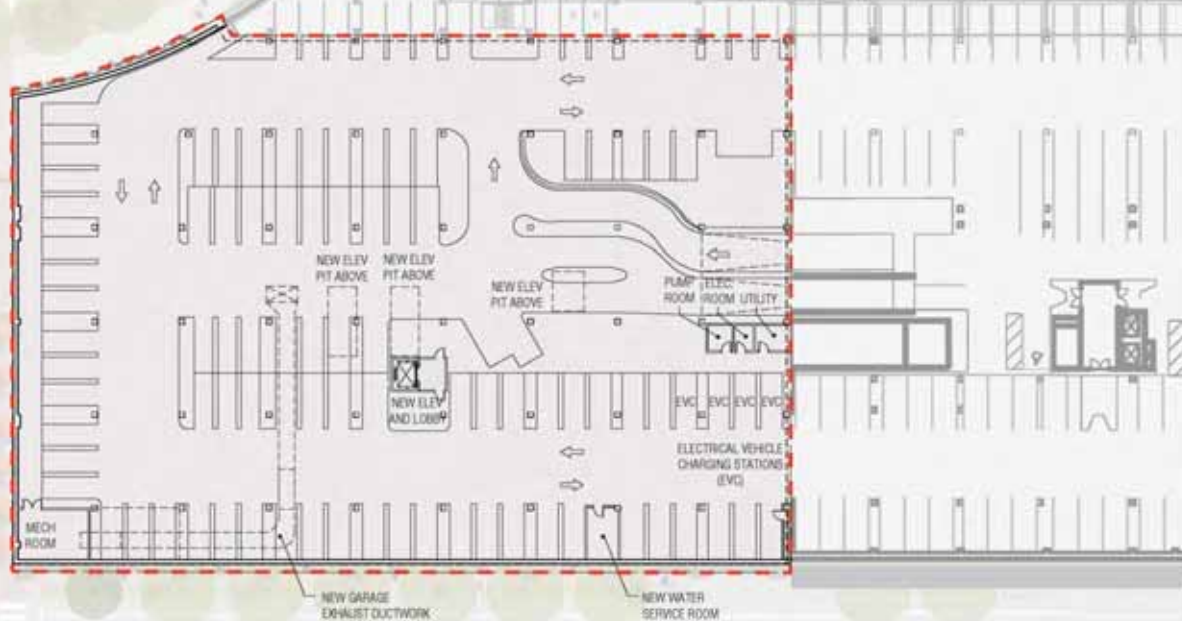 NEW ELEV
PIT ABOVE
NEW ELEV
PIT ABOVE
NEW ELEV
PIT ABOVE
PUMP
ROOM
ELEC.
ROOM
UTILITY
NEW ELEV
AND LOBBY
EVC EVC EVC EVC
ELECTRICAL VEHICLE
CHARGING STATIONS
(EVC)
MECH
ROOM
NEW GARAGE
EXHAUST DUCTWORK
NEW WATER
SERVICE ROOM